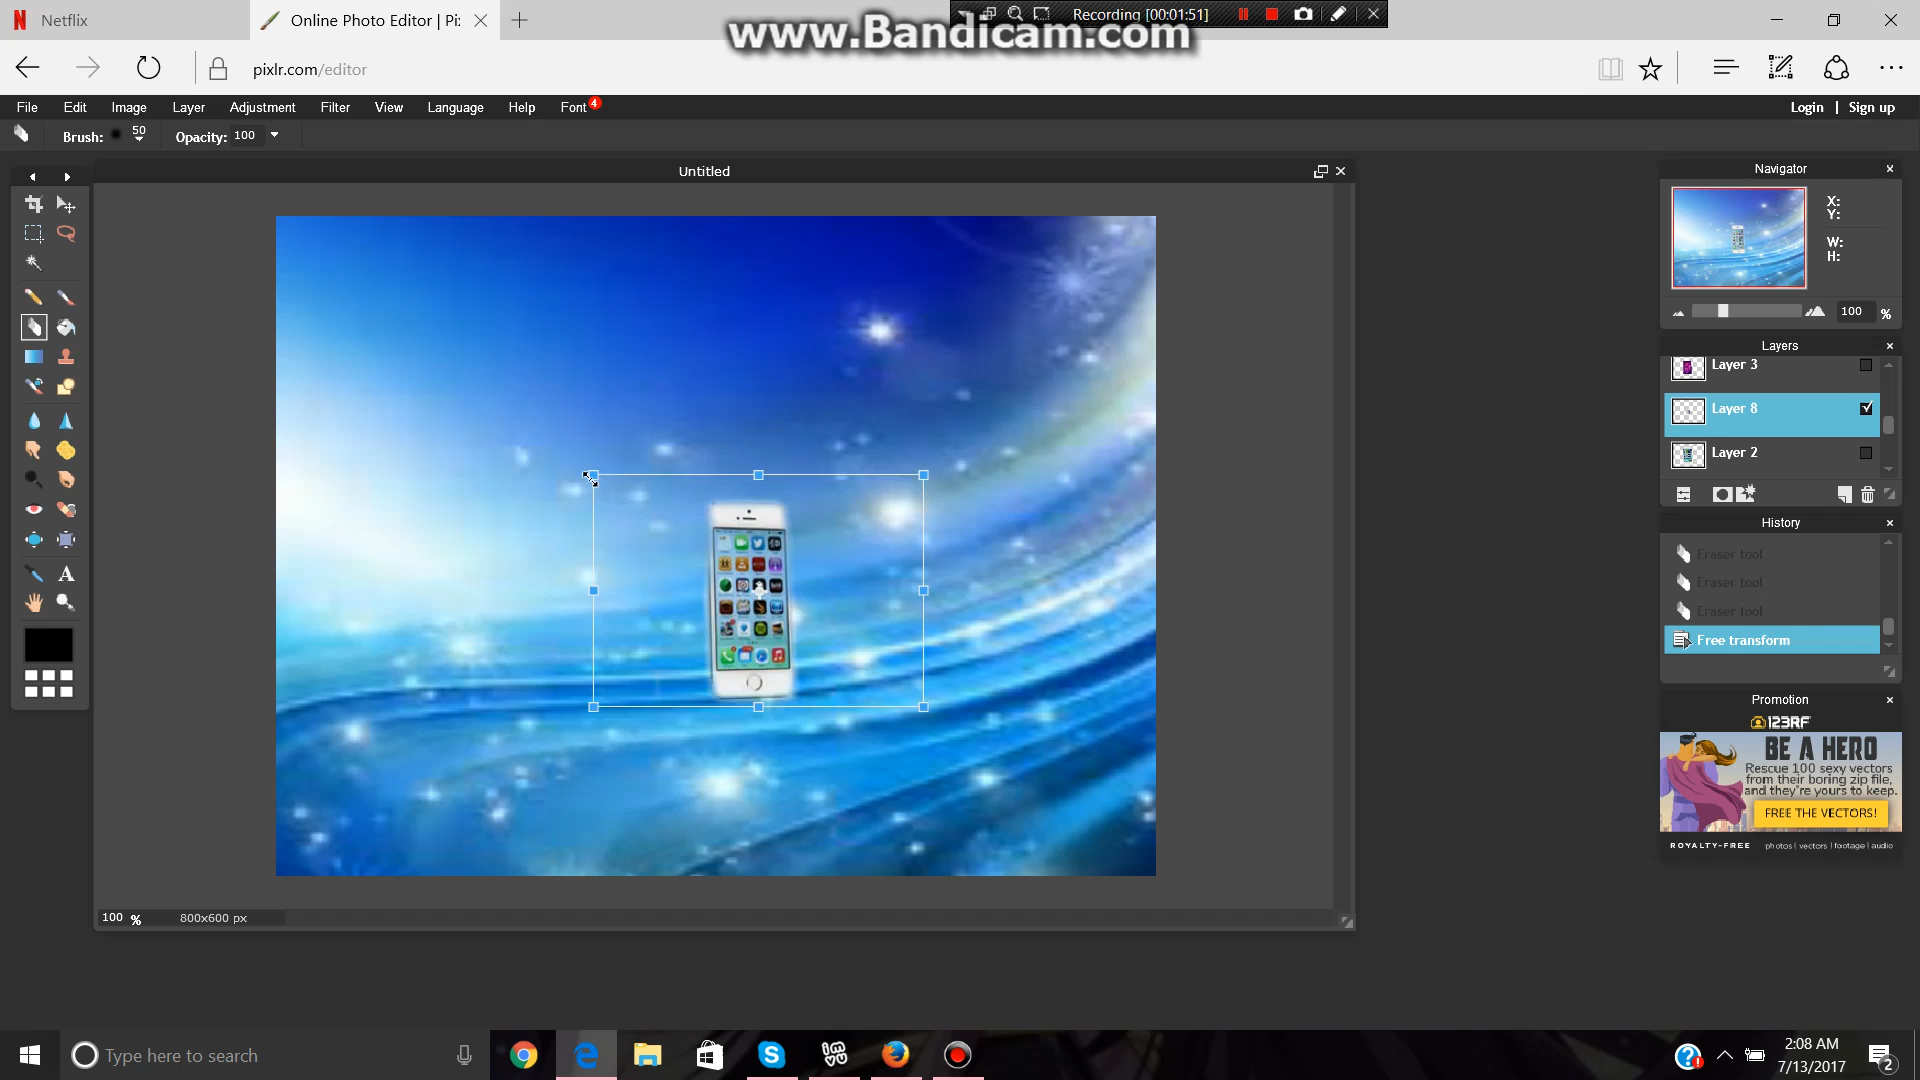 Netflix
Online Photo Editor | Pi:
Recording [00:01:51]
www.Bandicam.com
pixlr.com/editor
File Edit Image Layer Adjustment Filter View Language Help Font 4
Login | Sign up
Brush: 50 Opacity: 100
Untitled
Navigator
X:
Y:
W:
H:
100 %
Layers
Layer 3
Layer 8
Layer 2
History
Eraser tool
Eraser tool
Eraser tool
Free transform
Promotion
123RF
BE A HERO
Rescue 100 sexy vectors
from their boring zip file,
and they're yours to keep.
FREE THE VECTORS!
ROYALTY-FREE photos | vectors | footage | audio
100 % 800x600 px
Type here to search
2:08 AM
7/13/2017
2